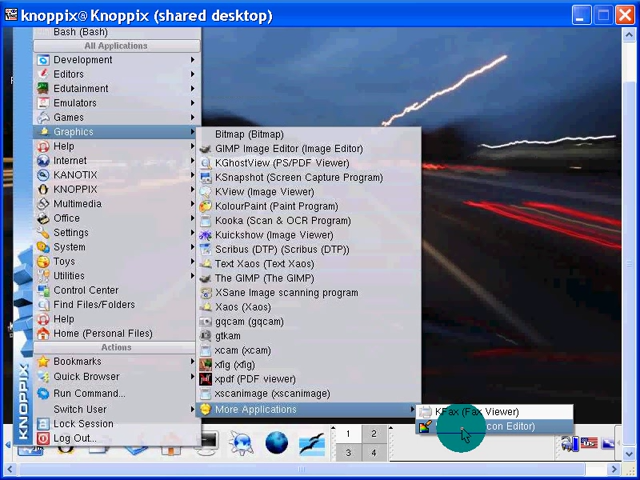 knoppix@ Knoppix (shared desktop)
Bash (Bash)
All Applications
Development
Editors
Edutainment
Emulators
Games
Graphics
Help
Internet
KANOTIX
KNOPPIX
Multimedia
Office
Settings
System
Toys
Utilities
Control Center
Find Files/Folders
Help
Home (Personal Files)
Actions
Bookmarks
Quick Browser
Run Command...
Switch User
Lock Session
Log Out...
KNOPPIX
Bitmap (Bitmap)
GIMP Image Editor (Image Editor)
KGhostView (PS/PDF Viewer)
KSnapshot (Screen Capture Program)
KView (Image Viewer)
KolourPaint (Paint Program)
Kooka (Scan & OCR Program)
Kuickshow (Image Viewer)
Scribus (DTP) (Scribus (DTP))
Text Xaos (Text Xaos)
The GIMP (The GIMP)
XSane Image scanning program
Xaos (Xaos)
gqcam (gqcam)
gtkam
xcam (xcam)
xfig (xfig)
xpdf (PDF viewer)
xscanimage (xscanimage)
More Applications
KFax (Fax Viewer)
con Editor)
1 2
3 4